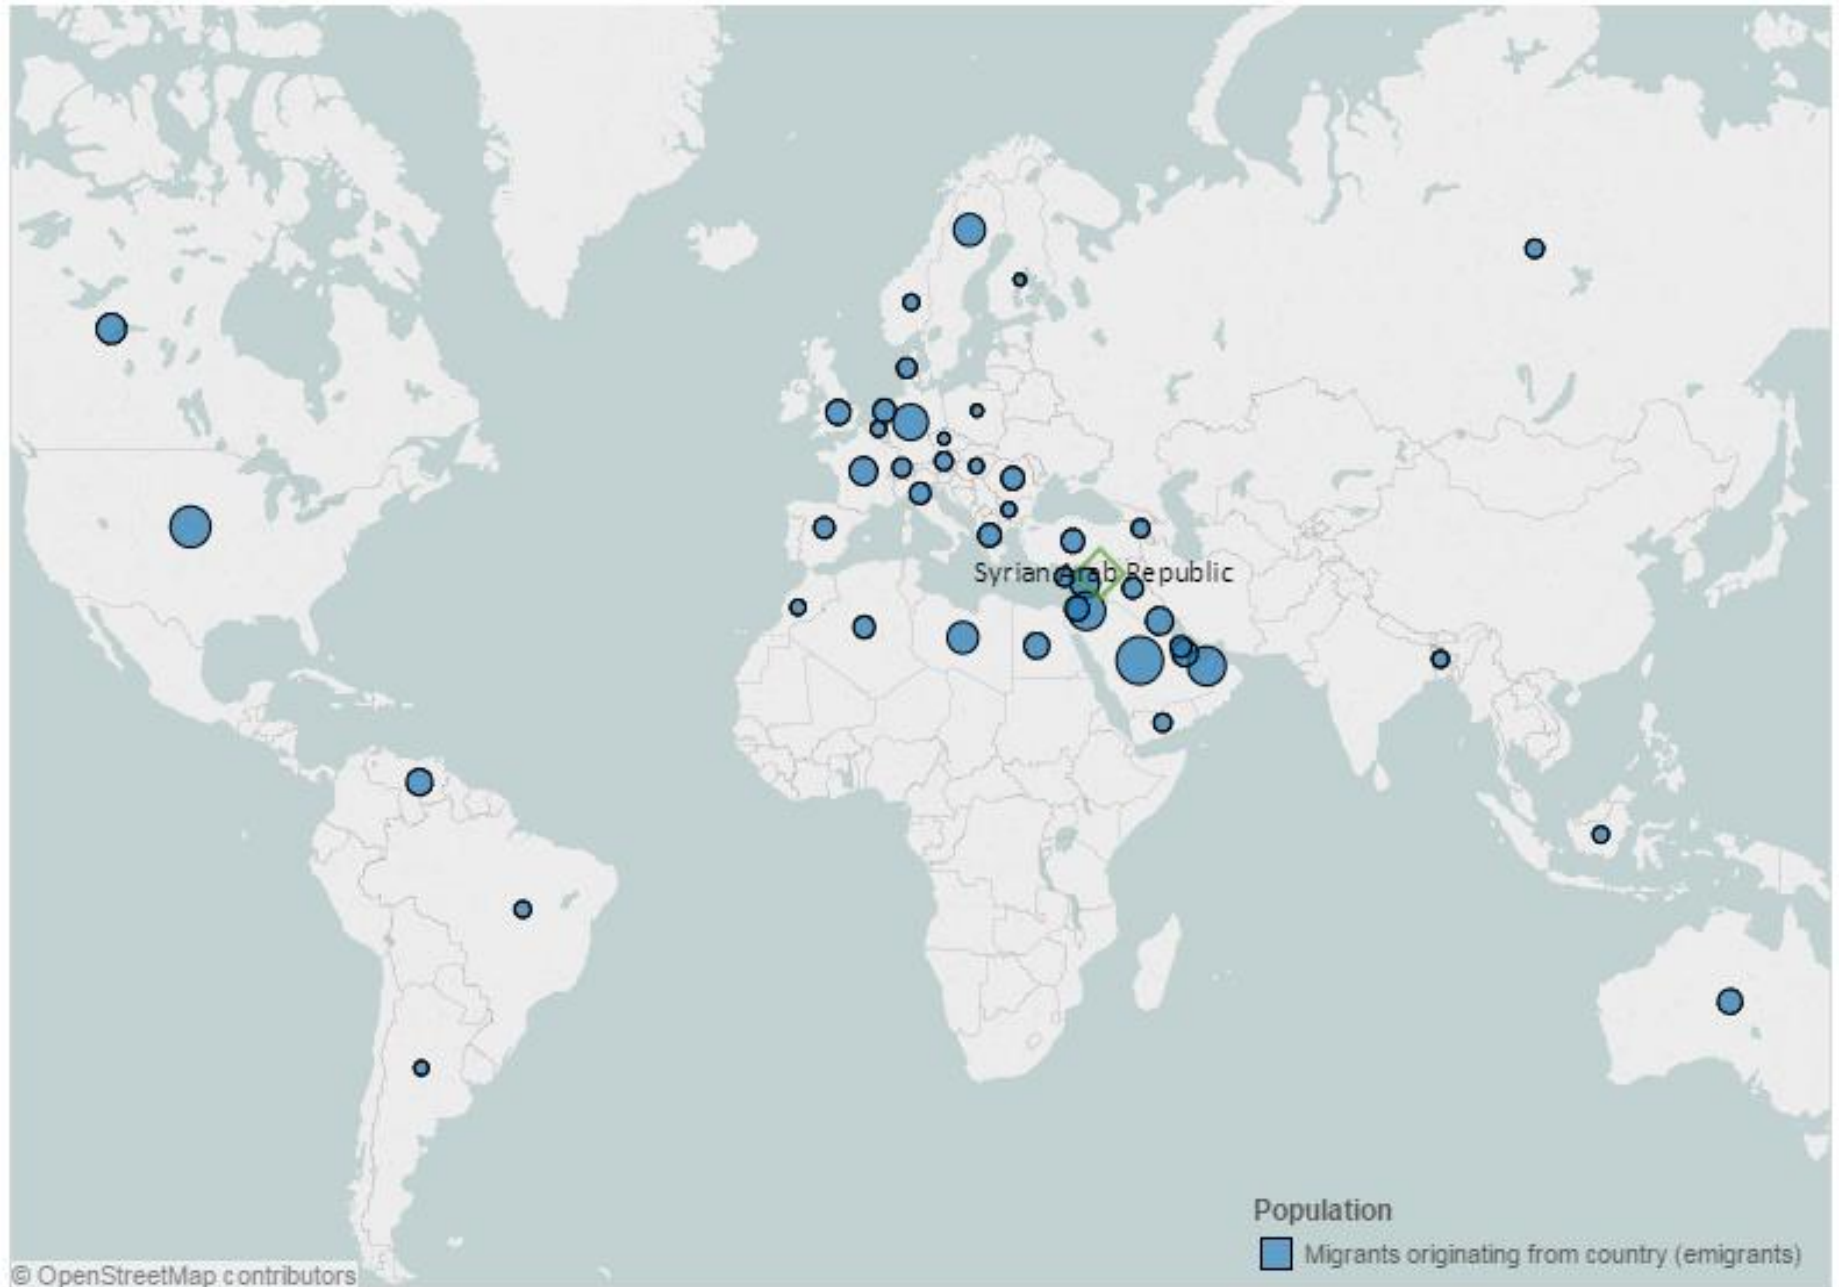 Syrian Arab Republic
Population
Migrants originating from country (emigrants)
© OpenStreetMap contributors